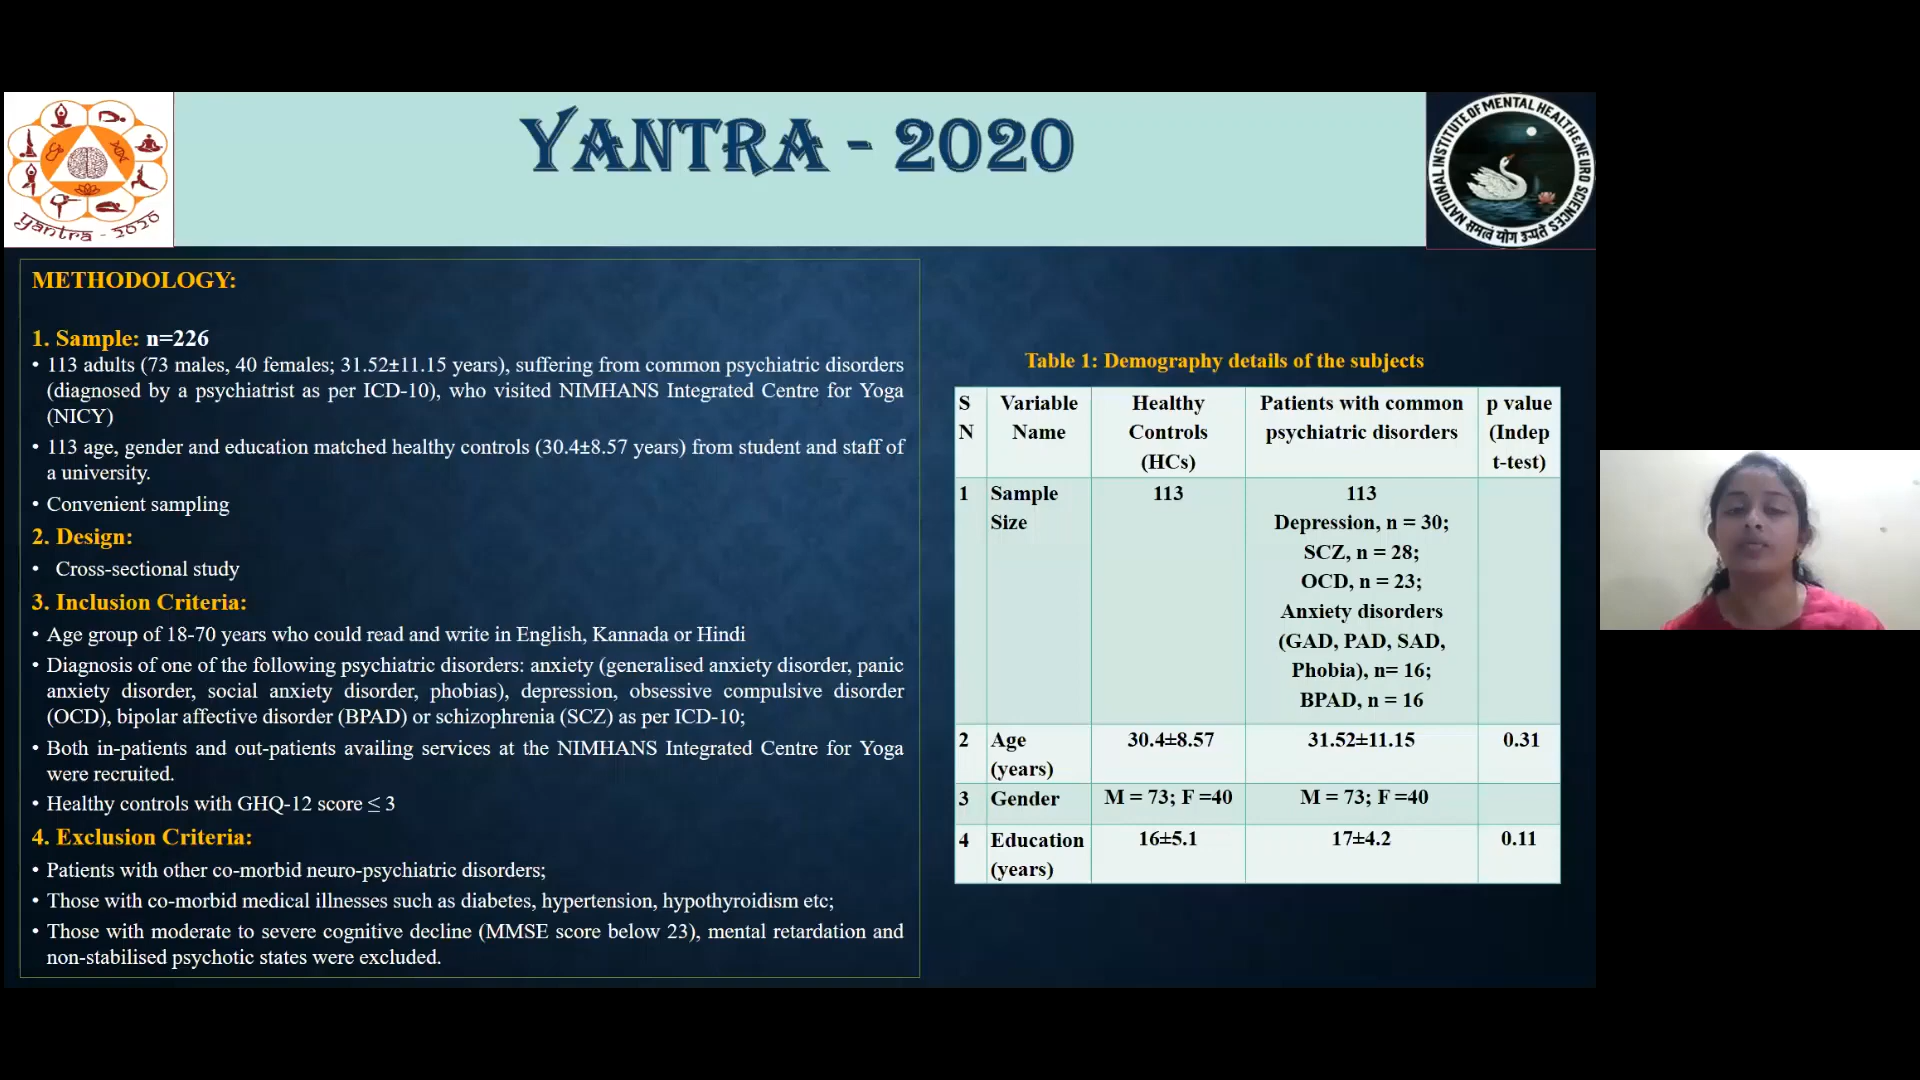 YANTRA - 2020
yantra - 2020
NATIONAL INSTITUTE OF MENTAL HEALTH & NEURO SCIENCES
समत्वं योग उच्यते
METHODOLOGY:
1. Sample: n=226
• 113 adults (73 males, 40 females; 31.52±11.15 years), suffering from common psychiatric disorders
(diagnosed by a psychiatrist as per ICD-10), who visited NIMHANS Integrated Centre for Yoga
(NICY)
• 113 age, gender and education matched healthy controls (30.4±8.57 years) from student and staff of
a university.
• Convenient sampling
2. Design:
• Cross-sectional study
3. Inclusion Criteria:
• Age group of 18-70 years who could read and write in English, Kannada or Hindi
• Diagnosis of one of the following psychiatric disorders: anxiety (generalised anxiety disorder, panic
anxiety disorder, social anxiety disorder, phobias), depression, obsessive compulsive disorder
(OCD), bipolar affective disorder (BPAD) or schizophrenia (SCZ) as per ICD-10;
• Both in-patients and out-patients availing services at the NIMHANS Integrated Centre for Yoga
were recruited.
• Healthy controls with GHQ-12 score ≤ 3
4. Exclusion Criteria:
• Patients with other co-morbid neuro-psychiatric disorders;
• Those with co-morbid medical illnesses such as diabetes, hypertension, hypothyroidism etc;
• Those with moderate to severe cognitive decline (MMSE score below 23), mental retardation and
non-stabilised psychotic states were excluded.
Table 1: Demography details of the subjects
S Variable Healthy Patients with common p value
N Name Controls psychiatric disorders (Indep
(HCs) t-test)
1 Sample 113 113
Size Depression, n = 30;
SCZ, n = 28;
OCD, n = 23;
Anxiety disorders
(GAD, PAD, SAD,
Phobia), n= 16;
BPAD, n = 16
2 Age 30.4±8.57 31.52±11.15 0.31
(years)
3 Gender M = 73; F =40 M = 73; F =40
4 Education 16±5.1 17±4.2 0.11
(years)